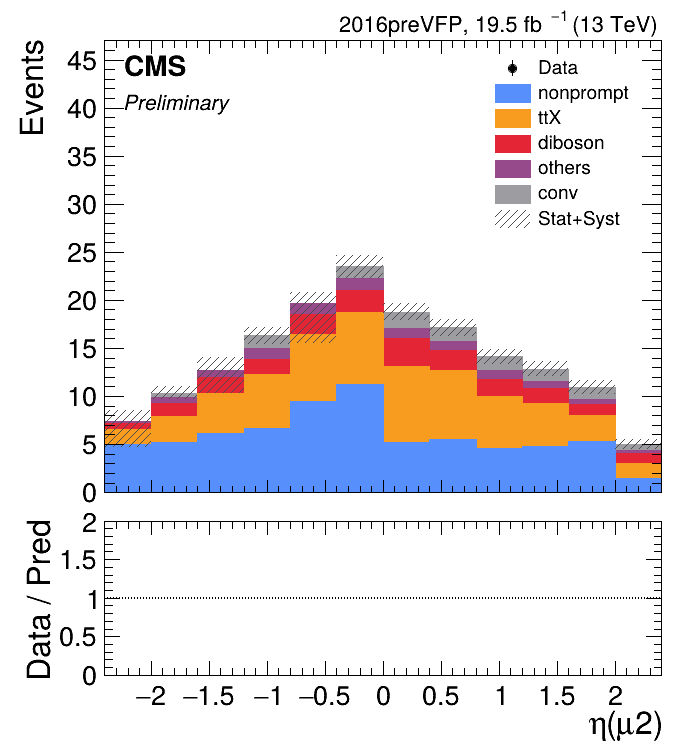 2016preVFP, 19.5 fb⁻¹ (13 TeV)
CMS
Preliminary
Events
45
40
35
30
25
20
15
10
5
0
Data
nonprompt
ttX
diboson
others
conv
Stat+Syst
Data / Pred
2
1.5
1
0.5
0
−2 −1.5 −1 −0.5 0 0.5 1 1.5 2
η(μ2)